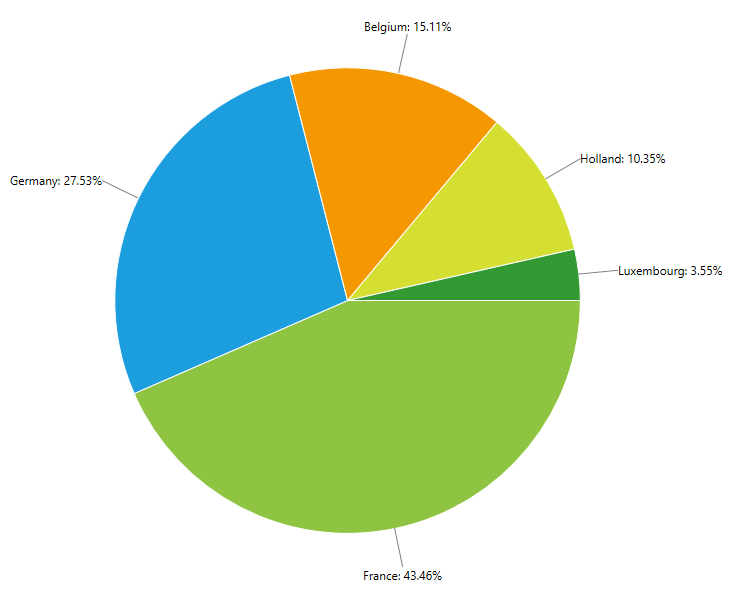 Belgium: 15.11%
Holland: 10.35%
Germany: 27.53%
Luxembourg: 3.55%
France: 43.46%